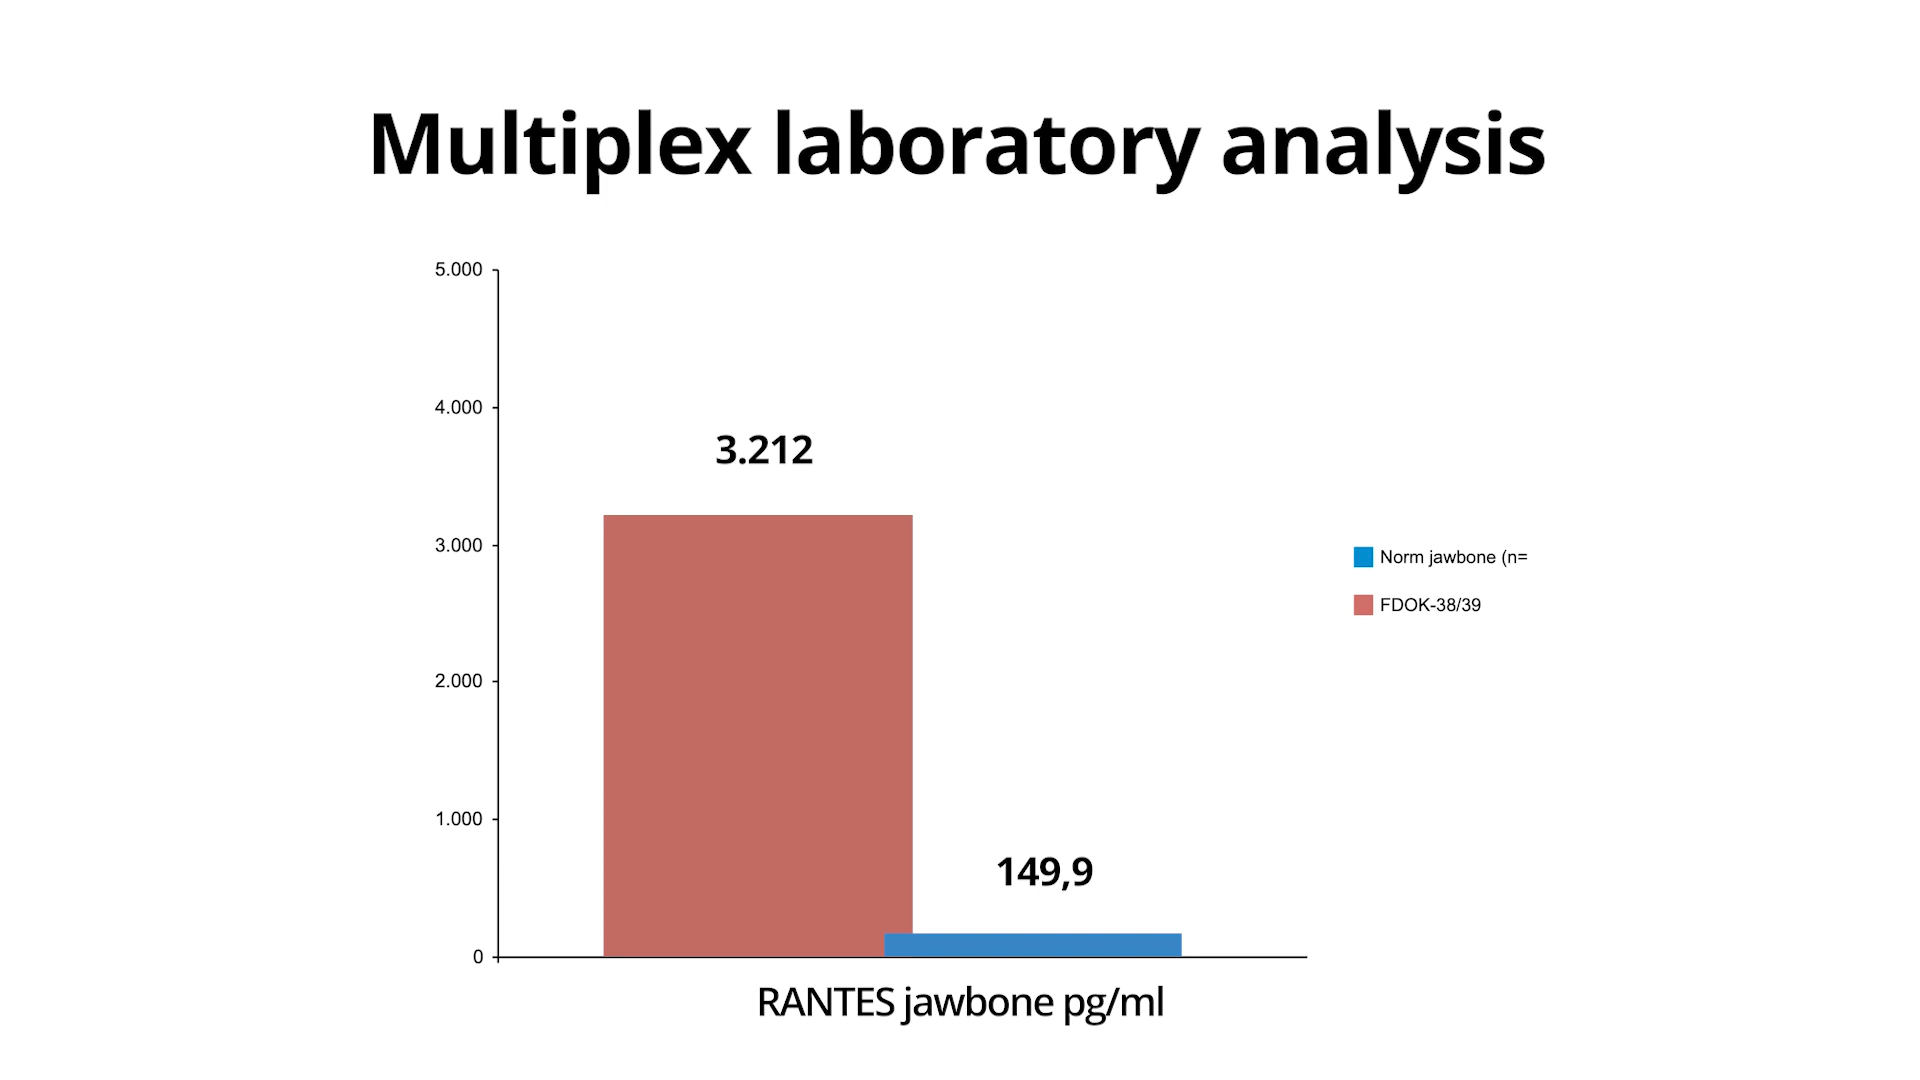 Multiplex laboratory analysis
5.000
4.000
3.212
3.000
Norm jawbone (n=
FDOK-38/39
2.000
1.000
149,9
0
RANTES jawbone pg/ml